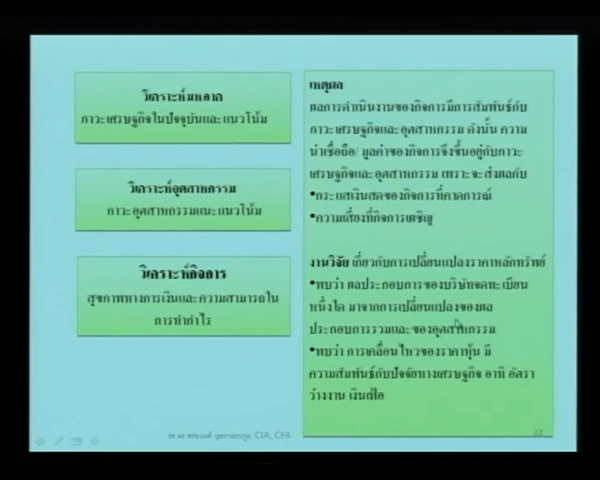 วิเคราะห์มหภาค
ภาวะเศรษฐกิจในปัจจุบันและแนวโน้ม
วิเคราะห์อุตสาหกรรม
ภาวะอุตสาหกรรมและแนวโน้ม
วิเคราะห์กิจการ
สุขภาพทางการเงินและความสามารถใน
การทำกำไร
เหตุผล
ผลการดำเนินงานของกิจการมีการสัมพันธ์กับ
ภาวะเศรษฐกิจและอุตสาหกรรม ดังนั้น ความ
น่าเชื่อถือ/ มูลค่าของกิจการจึงขึ้นอยู่กับภาวะ
เศรษฐกิจและอุตสาหกรรม เพราะจะส่งผลกับ
•กระแสเงินสดของกิจการที่คาดการณ์
•ความเสี่ยงที่กิจการเผชิญ
งานวิจัย เกี่ยวกับการเปลี่ยนแปลงราคาหลักทรัพย์
•พบว่า ผลประกอบการของบริษัทจดทะเบียน
หนึ่งใด มาจากการเปลี่ยนแปลงของผล
ประกอบการรวมและของอุตสาหกรรม
•พบว่า การเคลื่อนไหวของราคาหุ้น มี
ความสัมพันธ์กับปัจจัยทางเศรษฐกิจ อาทิ อัตรา
ว่างงาน เงินเฟ้อ
CIA, CFA
22